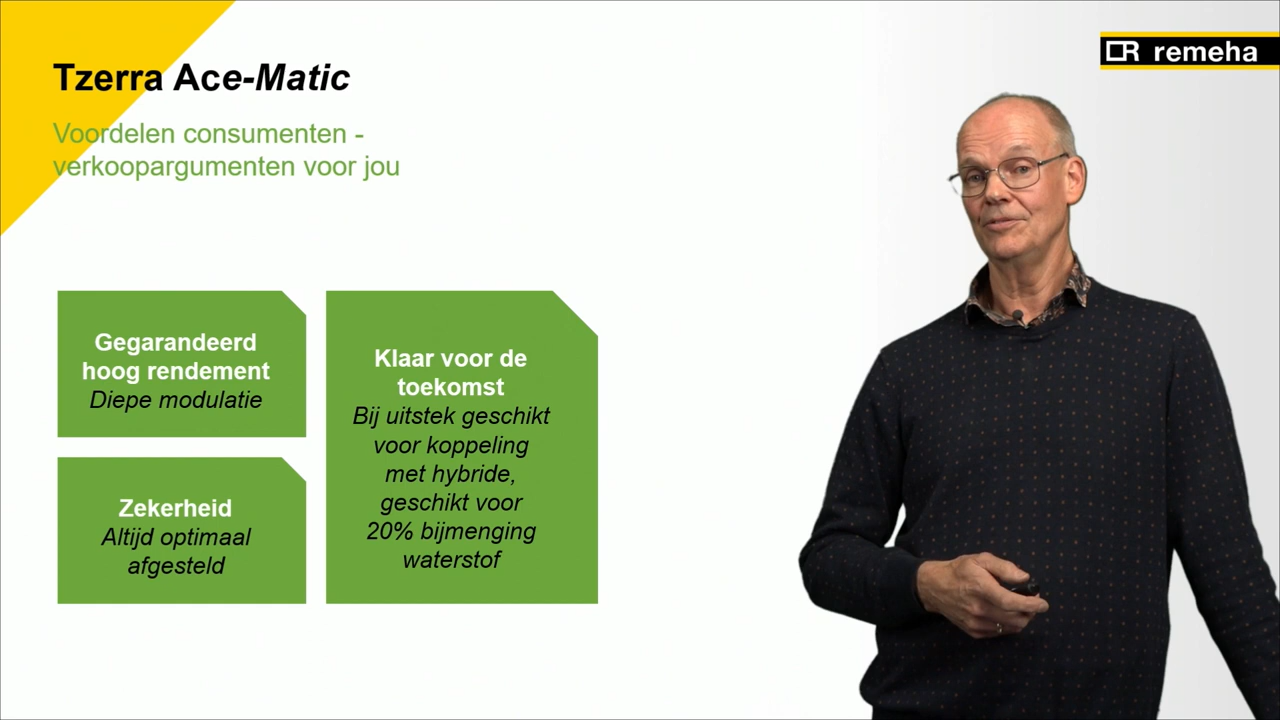 Tzerra Ace-Matic
Voordelen consumenten -
verkoopargumenten voor jou
remeha
Gegarandeerd
hoog rendement
Diepe modulatie
Zekerheid
Altijd optimaal
afgesteld
Klaar voor de
toekomst
Bij uitstek geschikt
voor koppeling
met hybride,
geschikt voor
20% bijmenging
waterstof